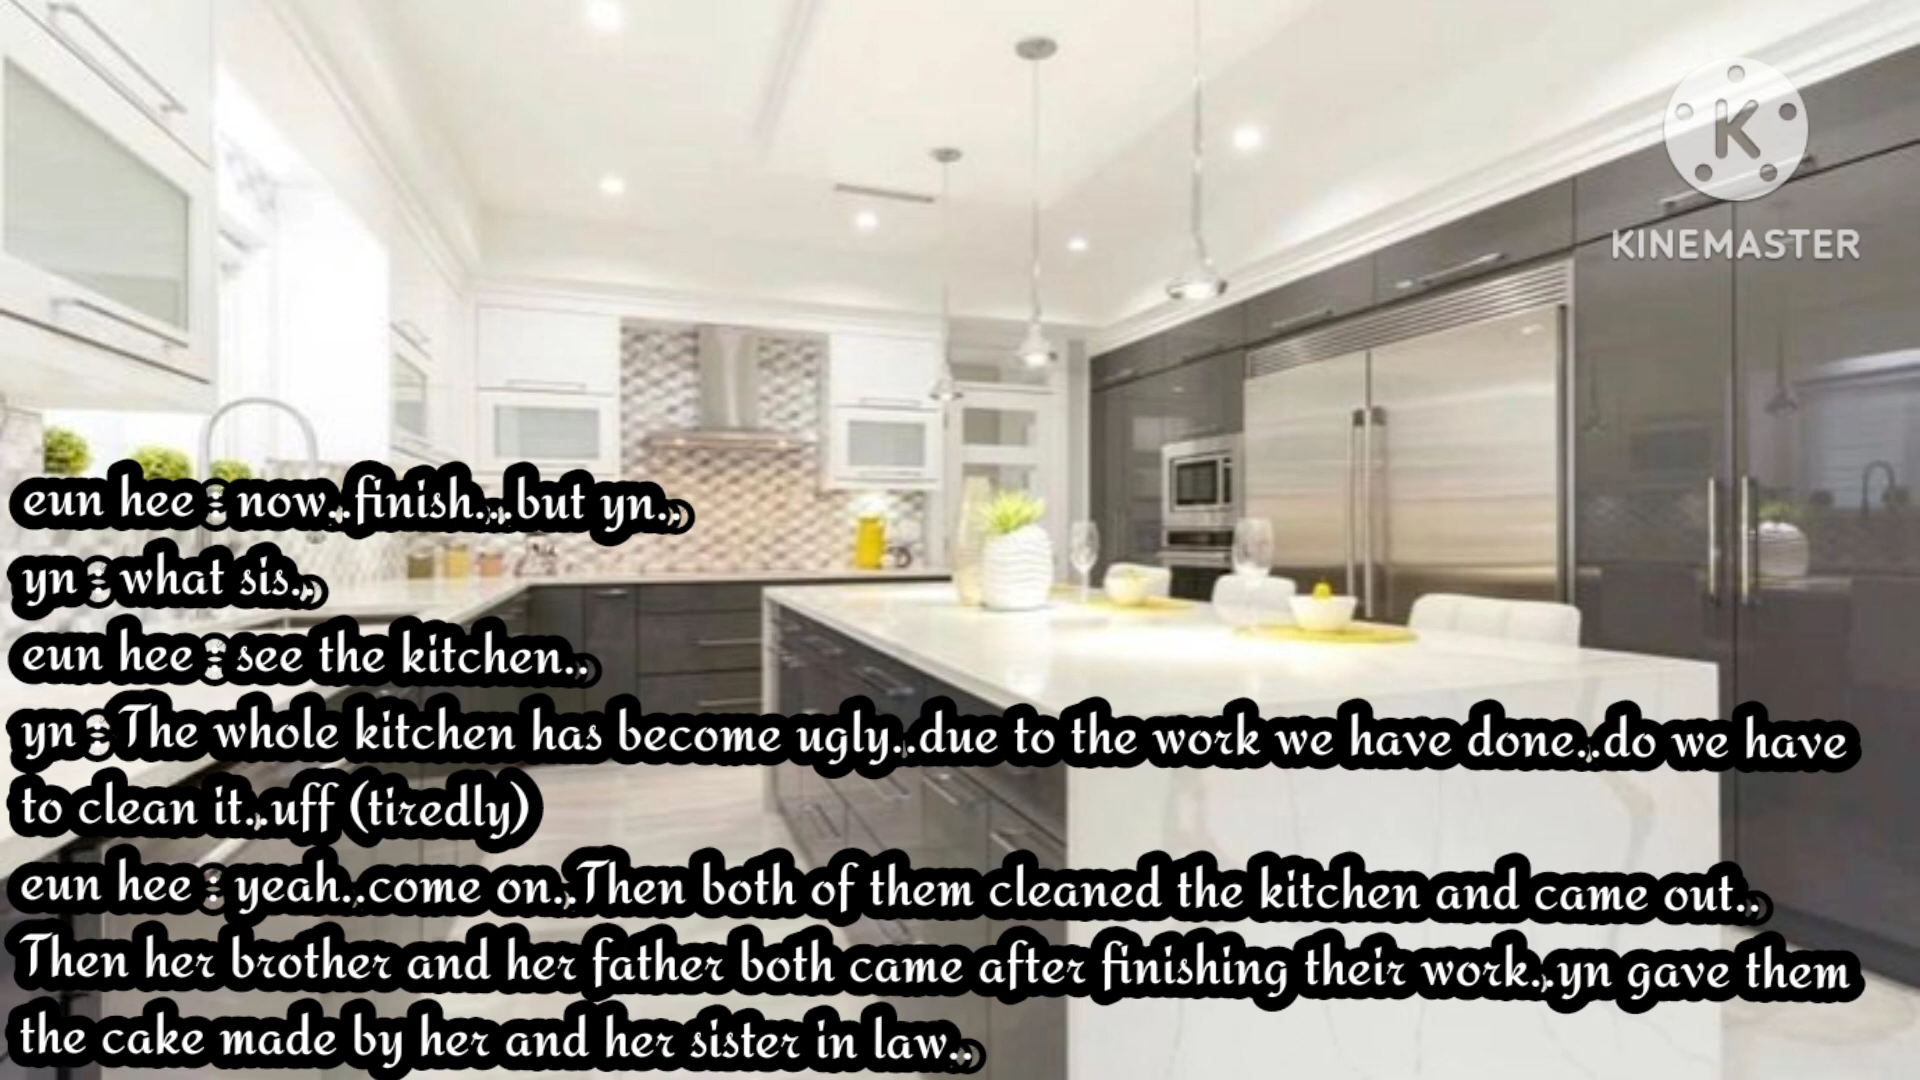 K
KINEMASTER
eun hee : now..finish...but yn..
yn : what sis..
eun hee : see the kitchen..
yn : The whole kitchen has become ugly..due to the work we have done..do we have
to clean it..uff (tiredly)
eun hee : yeah..come on..Then both of them cleaned the kitchen and came out..
Then her brother and her father both came after finishing their work..yn gave them
the cake made by her and her sister in law..